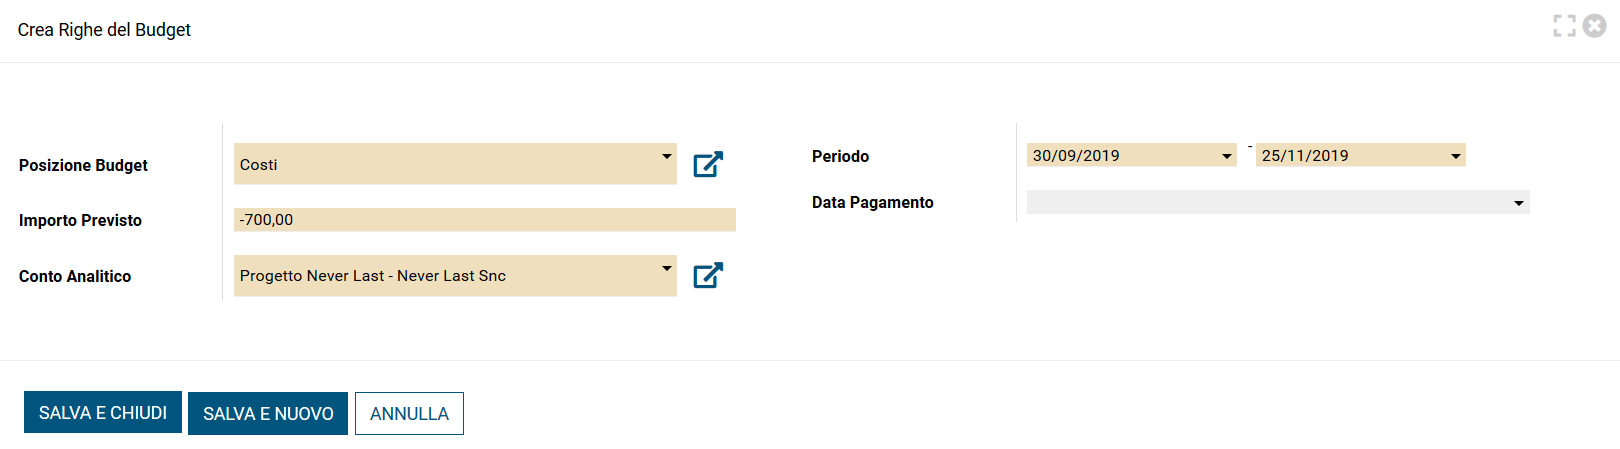 Crea Righe del Budget
Posizione Budget
Costi
Importo Previsto
-700,00
Conto Analitico
Progetto Never Last - Never Last Snc
Periodo
30/09/2019 - 25/11/2019
Data Pagamento
SALVA E CHIUDI
SALVA E NUOVO
ANNULLA